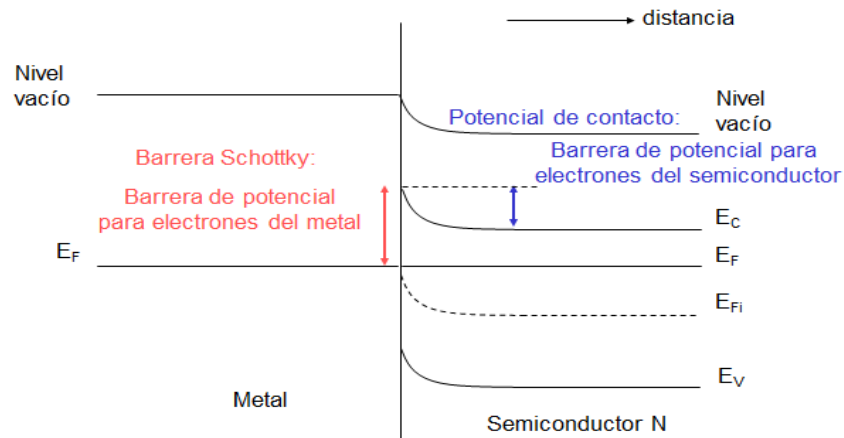 distancia
Nivel
vacío
Potencial de contacto:
Nivel
vacío
Barrera Schottky:
Barrera de potencial para
electrones del semiconductor
Barrera de potencial
para electrones del metal
E_C
E_F
E_F
E_Fi
E_V
Metal
Semiconductor N